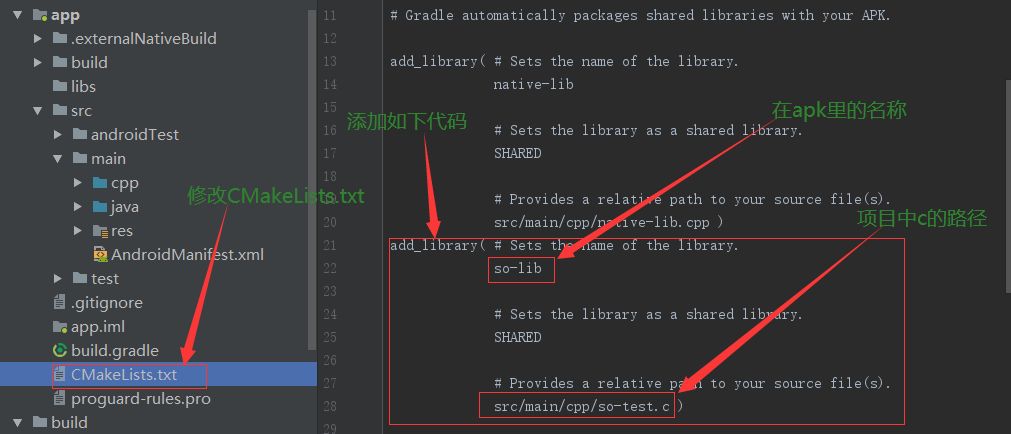 app
.externalNativeBuild
build
libs
src
androidTest
main
cpp
java
res
AndroidManifest.xml
test
.gitignore
app.iml
build.gradle
CMakeLists.txt
proguard-rules.pro
build
修改CMakeLists.txt
添加如下代码
在apk里的名称
项目中c的路径
11 # Gradle automatically packages shared libraries with your APK.
12
13 add_library( # Sets the name of the library.
14 native-lib
15
16 # Sets the library as a shared library.
17 SHARED
18
19 # Provides a relative path to your source file(s).
20 src/main/cpp/native-lib.cpp )
21 add_library( # Sets the name of the library.
22 so-lib
23
24 # Sets the library as a shared library.
25 SHARED
26
27 # Provides a relative path to your source file(s).
28 src/main/cpp/so-test.c )
29